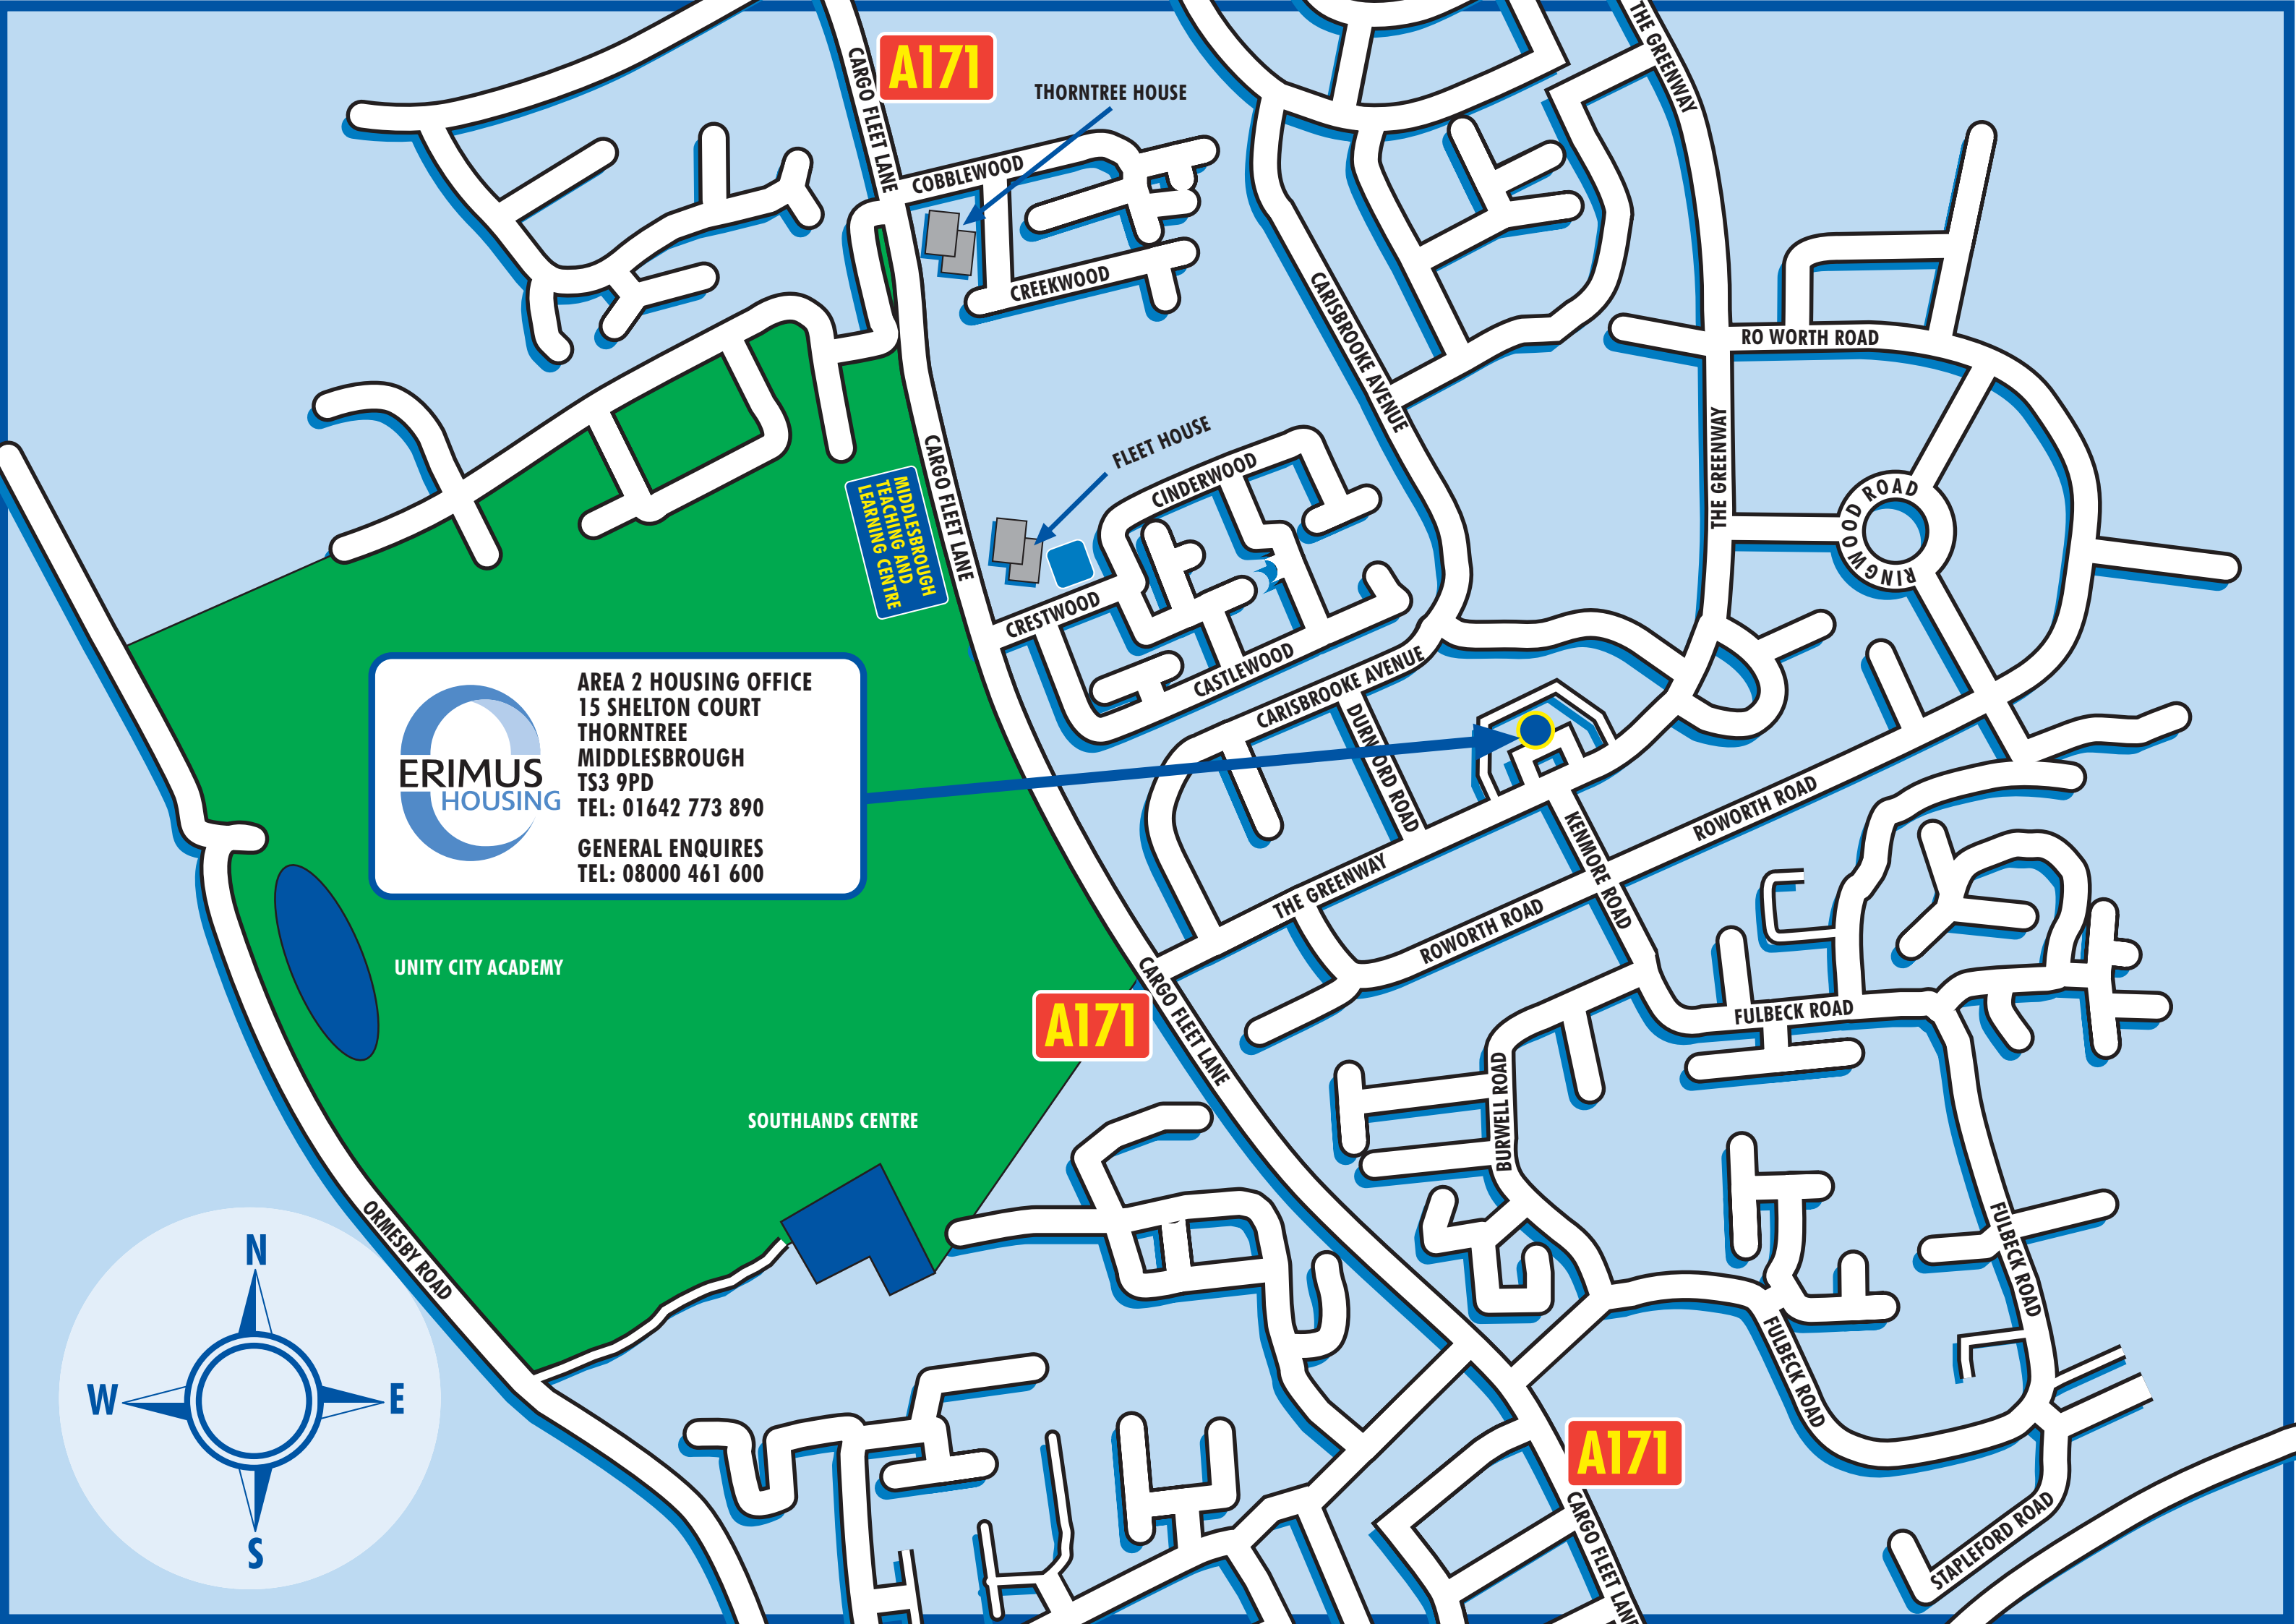 THE GREENWAY
CARGO FLEET LANE
A171
THORNTREE HOUSE
COBBLEWOOD
CREEKWOOD
CARISBROOKE AVENUE
RO WORTH ROAD
THE GREENWAY
FLEET HOUSE
CINDERWOOD
CARGO FLEET LANE
MIDDLESBROUGH
TEACHING AND
LEARNING CENTRE
RINGWOOD ROAD
CRESTWOOD
CASTLEWOOD
CARISBROOKE AVENUE
DURNFORD ROAD
ERIMUS
HOUSING
AREA 2 HOUSING OFFICE
15 SHELTON COURT
THORNTREE
MIDDLESBROUGH
TS3 9PD
TEL: 01642 773 890
GENERAL ENQUIRES
TEL: 08000 461 600
ROWORTH ROAD
KENMORE ROAD
THE GREENWAY
ROWORTH ROAD
UNITY CITY ACADEMY
A171
CARGO FLEET LANE
FULBECK ROAD
BURWELL ROAD
SOUTHLANDS CENTRE
ORMESBY ROAD
FULBECK ROAD
FULBECK ROAD
N
W
E
S
A171
CARGO FLEET LANE
STAPLEFORD ROAD